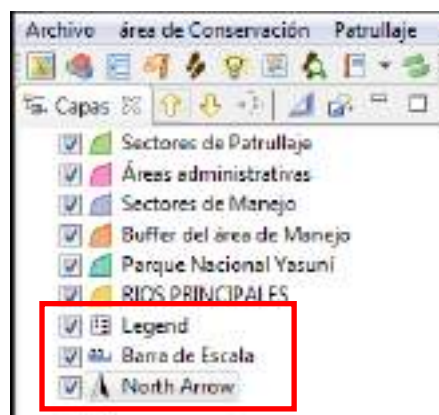 Archivo área de Conservación Patrullaje
Capas
Sectores de Patrullaje
Áreas administrativas
Sectores de Manejo
Buffer del área de Manejo
Parque Nacional Yasuní
RIOS PRINCIPALES
Legend
Barra de Escala
North Arrow